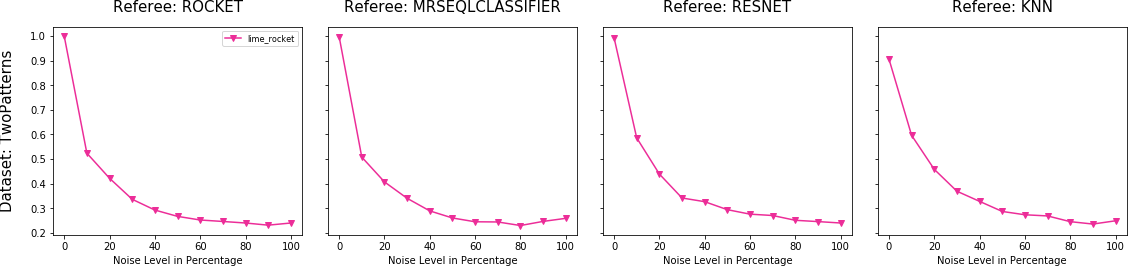 Referee: ROCKET
Referee: MRSEQLCLASSIFIER
Referee: RESNET
Referee: KNN
Dataset: TwoPatterns
1.0
0.9
0.8
0.7
0.6
0.5
0.4
0.3
0.2
lime_rocket
0 20 40 60 80 100
0 20 40 60 80 100
0 20 40 60 80 100
0 20 40 60 80 100
Noise Level in Percentage
Noise Level in Percentage
Noise Level in Percentage
Noise Level in Percentage